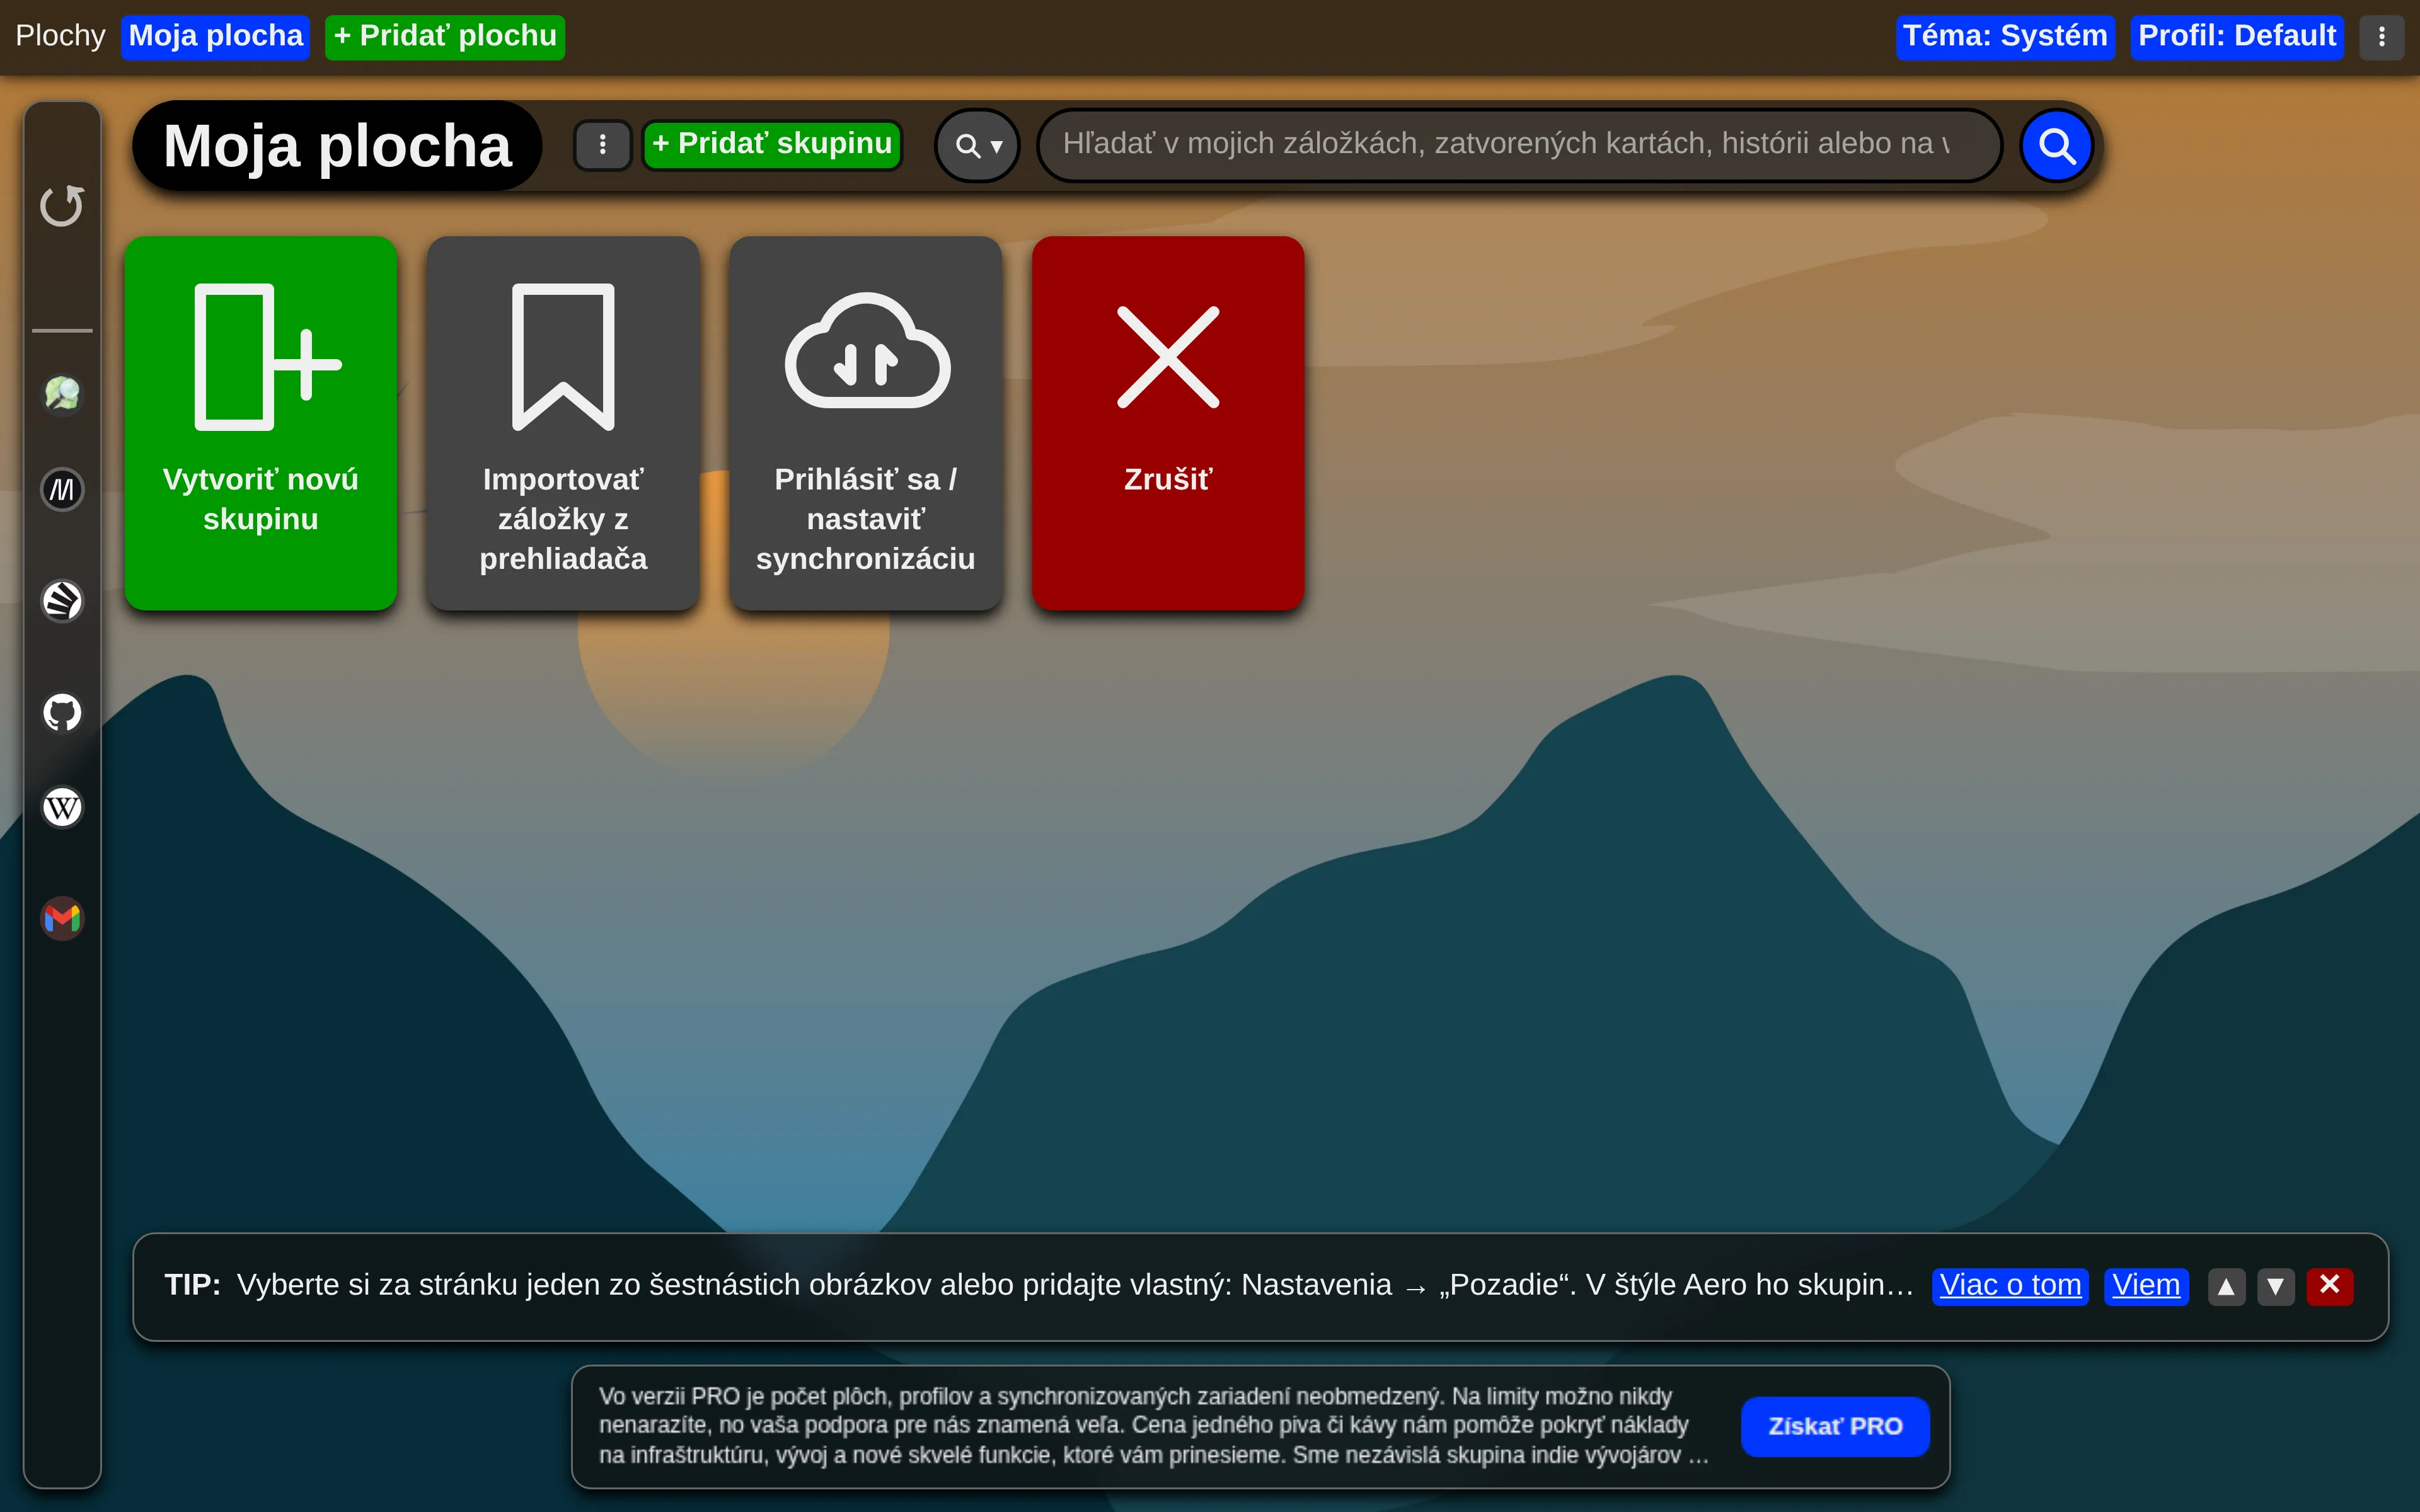 Plochy Moja plocha + Pridať plochu Téma: Systém Profil: Default
Moja plocha + Pridať skupinu Hľadať v mojich záložkách, zatvorených kartách, histórii alebo na
Vytvoriť novú
skupinu
Importovať
záložky z
prehliadača
Prihlásiť sa /
nastaviť
synchronizáciu
Zrušiť
TIP: Vyberte si za stránku jeden zo šestnástich obrázkov alebo pridajte vlastný: Nastavenia → „Pozadie“. V štýle Aero ho skupin… Viac o tom Viem
Vo verzii PRO je počet plôch, profilov a synchronizovaných zariadení neobmedzený. Na limity možno nikdy
nenarazíte, no vaša podpora pre nás znamená veľa. Cena jedného piva či kávy nám pomôže pokryť náklady
na infraštruktúru, vývoj a nové skvelé funkcie, ktoré vám prinesieme. Sme nezávislá skupina indie vývojárov …
Získať PRO